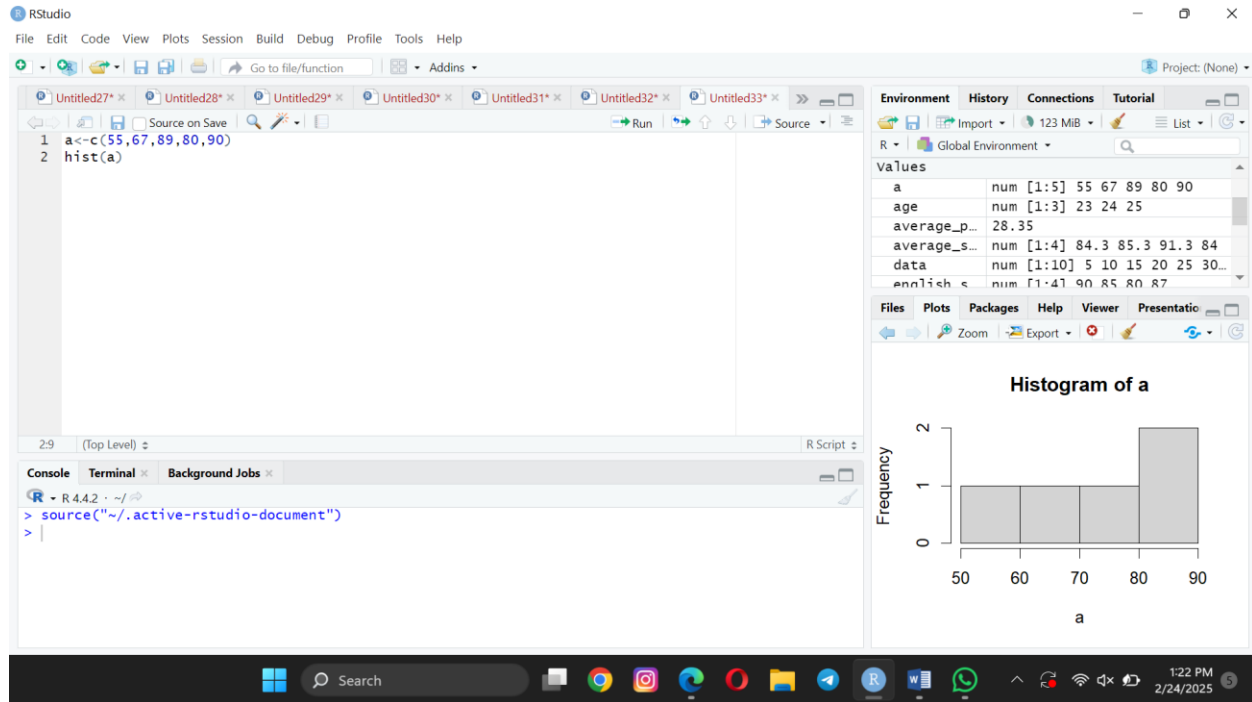 RStudio
File Edit Code View Plots Session Build Debug Profile Tools Help
Go to file/function Addins Project: (None)
Untitled27* Untitled28* Untitled29* Untitled30* Untitled31* Untitled32* Untitled33*
Source on Save Run Source
1 a<-c(55,67,89,80,90)
2 hist(a)
2:9 (Top Level) R Script
Console Terminal Background Jobs
R 4.4.2 · ~/
> source("~/.active-rstudio-document")
>
Environment History Connections Tutorial
Import 123 MiB List
R Global Environment
Values
a num [1:5] 55 67 89 80 90
age num [1:3] 23 24 25
average_p… 28.35
average_s… num [1:4] 84.3 85.3 91.3 84
data num [1:10] 5 10 15 20 25 30…
english_s num [1:4] 90 85 80 87
Files Plots Packages Help Viewer Presentatio
Zoom Export
Histogram of a
Frequency
2
1
0
50 60 70 80 90
a
Search
1:22 PM
2/24/2025
5